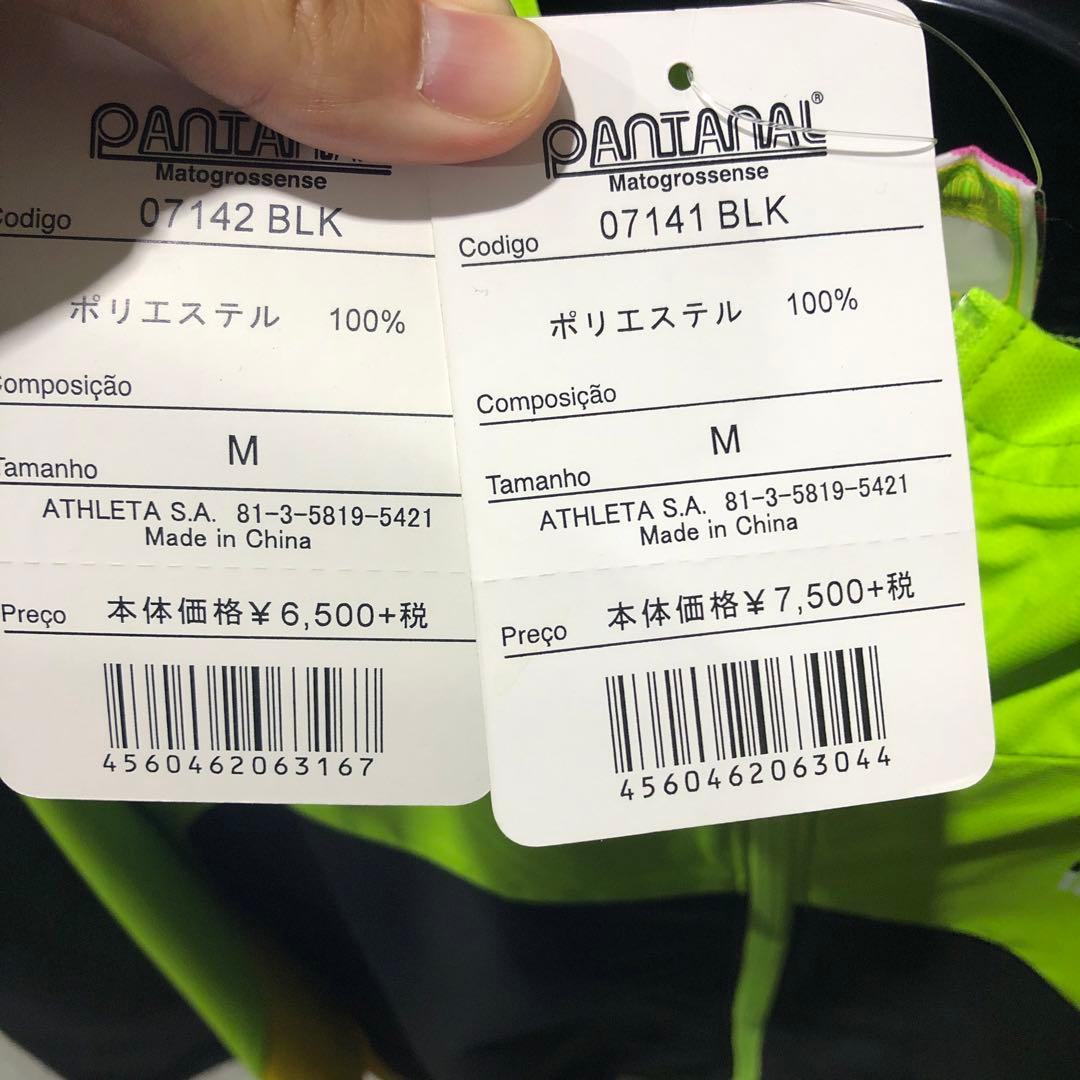 PANTANAL
Matogrossense
Codigo 07142 BLK
ポリエステル 100%
Composição
M
Tamanho
ATHLETA S.A. 81-3-5819-5421
Made in China
Preço 本体価格¥6,500+税
4560462063167
PANTANAL®
Matogrossense
Codigo 07141 BLK
ポリエステル 100%
Composição
M
Tamanho
ATHLETA S.A. 81-3-5819-5421
Made in China
Preço 本体価格¥7,500+税
4560462063044